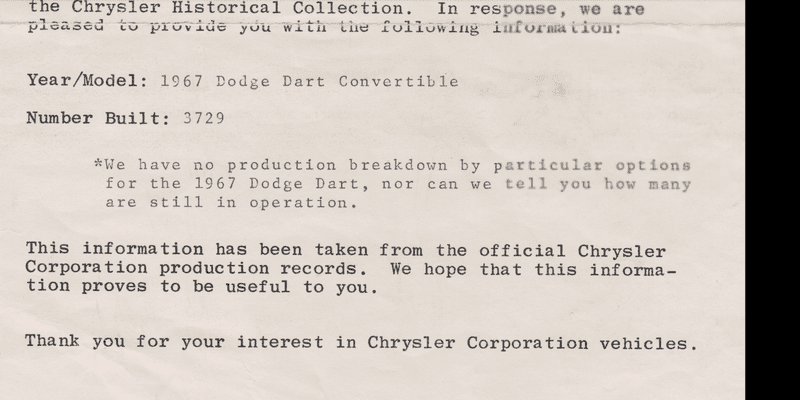 the Chrysler Historical Collection.  In response, we are
pleased to provide you with the following information:
Year/Model: 1967 Dodge Dart Convertible
Number Built: 3729
*We have no production breakdown by particular options
for the 1967 Dodge Dart, nor can we tell you how many
are still in operation.
This information has been taken from the official Chrysler
Corporation production records.  We hope that this informa-
tion proves to be useful to you.
Thank you for your interest in Chrysler Corporation vehicles.